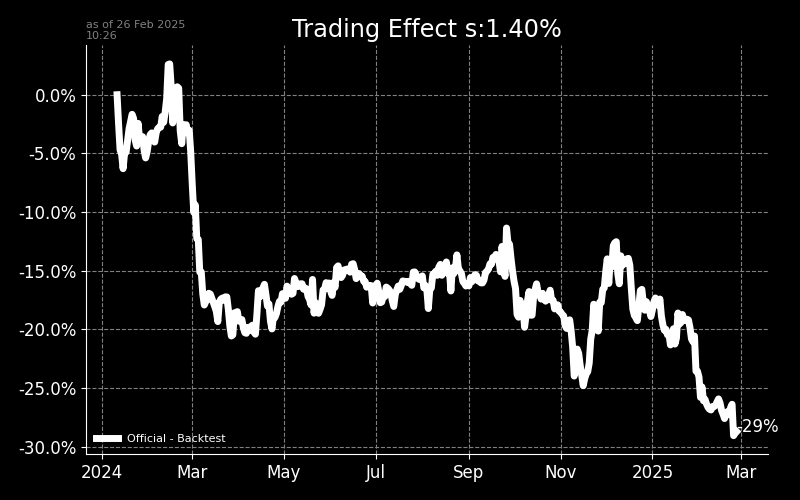 as of 26 Feb 2025
10:26
Trading Effect s:1.40%
0.0%
-5.0%
-10.0%
-15.0%
-20.0%
-25.0%
-30.0%
-29%
Official - Backtest
2024 Mar May Jul Sep Nov 2025 Mar